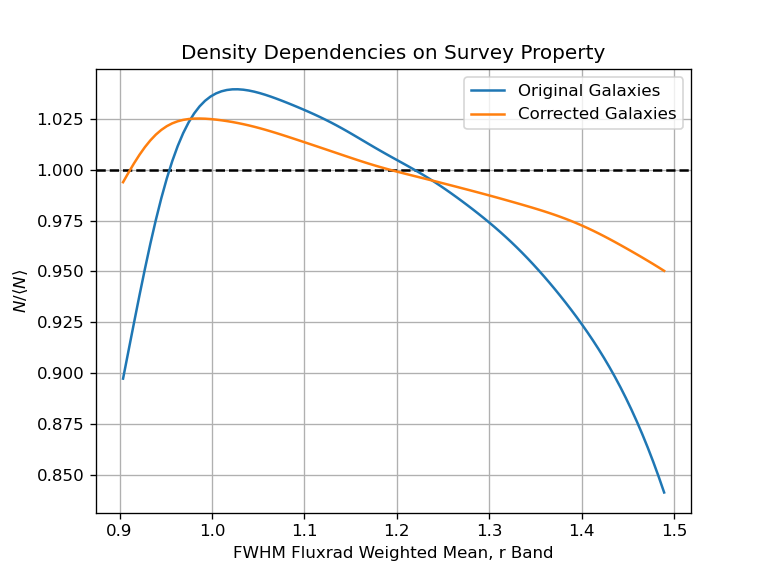 Density Dependencies on Survey Property
Original Galaxies
Corrected Galaxies
N/⟨N⟩
1.025
1.000
0.975
0.950
0.925
0.900
0.875
0.850
0.9 1.0 1.1 1.2 1.3 1.4 1.5
FWHM Fluxrad Weighted Mean, r Band